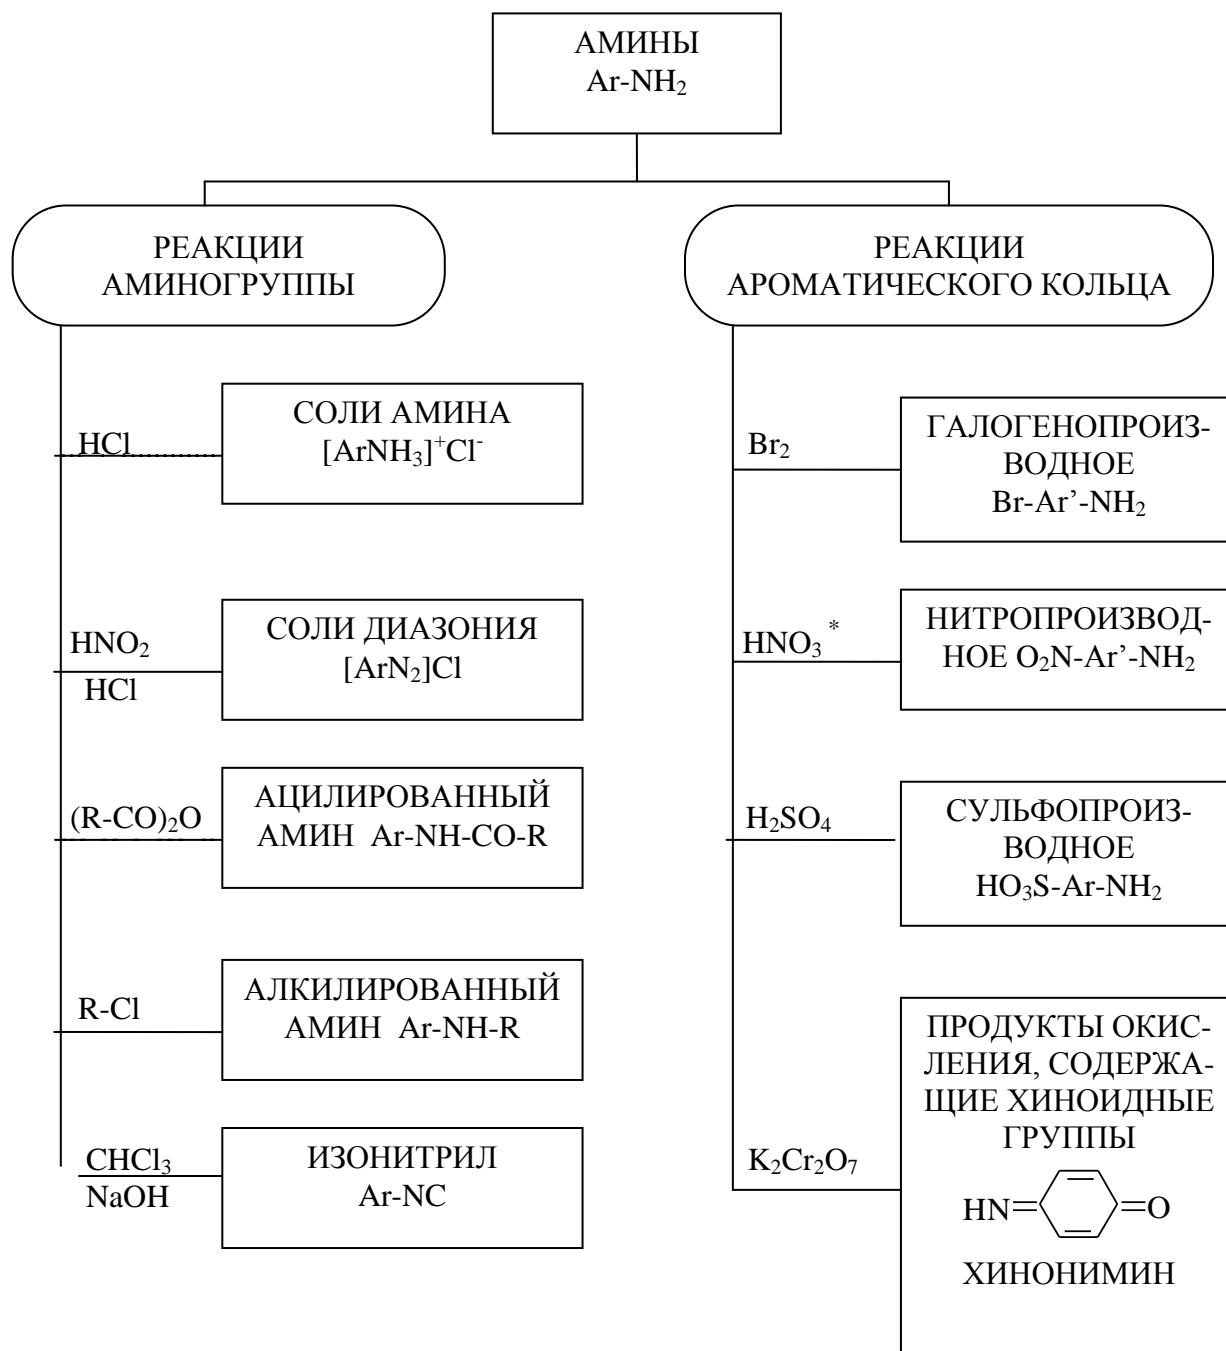 АМИНЫ
Ar-NH₂
РЕАКЦИИ
АМИНОГРУППЫ
HCl
СОЛИ АМИНА
[ArNH₃]⁺Cl⁻
HNO₂
HCl
СОЛИ ДИАЗОНИЯ
[ArN₂]Cl
(R-CO)₂O
АЦИЛИРОВАННЫЙ
АМИН Ar-NH-CO-R
R-Cl
АЛКИЛИРОВАННЫЙ
АМИН Ar-NH-R
CHCl₃
NaOH
ИЗОНИТРИЛ
Ar-NC
РЕАКЦИИ
АРОМАТИЧЕСКОГО КОЛЬЦА
Br₂
ГАЛОГЕНОПРОИЗ-
ВОДНОЕ
Br-Ar’-NH₂
HNO₃*
НИТРОПРОИЗВОД-
НОЕ O₂N-Ar’-NH₂
H₂SO₄
СУЛЬФОПРОИЗ-
ВОДНОЕ
HO₃S-Ar-NH₂
K₂Cr₂O₇
ПРОДУКТЫ ОКИС-
ЛЕНИЯ, СОДЕРЖА-
ЩИЕ ХИНОИДНЫЕ
ГРУППЫ
HN= =O
ХИНОНИМИН